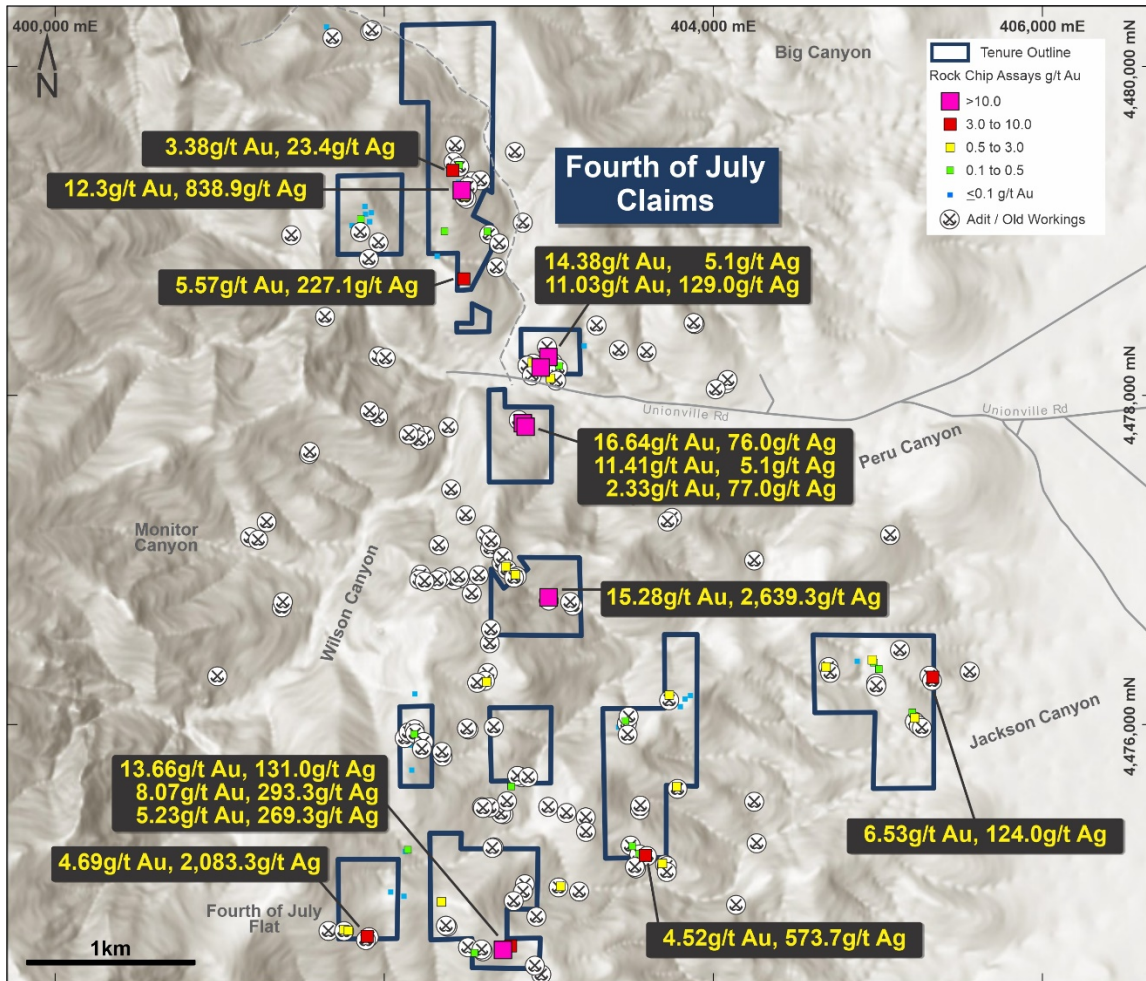 400,000 mE
404,000 mE
406,000 mE
N
Big Canyon
Tenure Outline
Rock Chip Assays g/t Au
>10.0
3.0 to 10.0
0.5 to 3.0
0.1 to 0.5
≤0.1 g/t Au
Adit / Old Workings
4,480,000 mN
3.38g/t Au, 23.4g/t Ag
12.3g/t Au, 838.9g/t Ag
Fourth of July
Claims
5.57g/t Au, 227.1g/t Ag
14.38g/t Au, 5.1g/t Ag
11.03g/t Au, 129.0g/t Ag
4,478,000 mN
Unionville Rd
Unionville Rd
Peru Canyon
16.64g/t Au, 76.0g/t Ag
11.41g/t Au, 5.1g/t Ag
2.33g/t Au, 77.0g/t Ag
Monitor
Canyon
Wilson Canyon
15.28g/t Au, 2,639.3g/t Ag
Jackson Canyon
4,476,000 mN
13.66g/t Au, 131.0g/t Ag
8.07g/t Au, 293.3g/t Ag
5.23g/t Au, 269.3g/t Ag
6.53g/t Au, 124.0g/t Ag
4.69g/t Au, 2,083.3g/t Ag
Fourth of July
Flat
4.52g/t Au, 573.7g/t Ag
1km